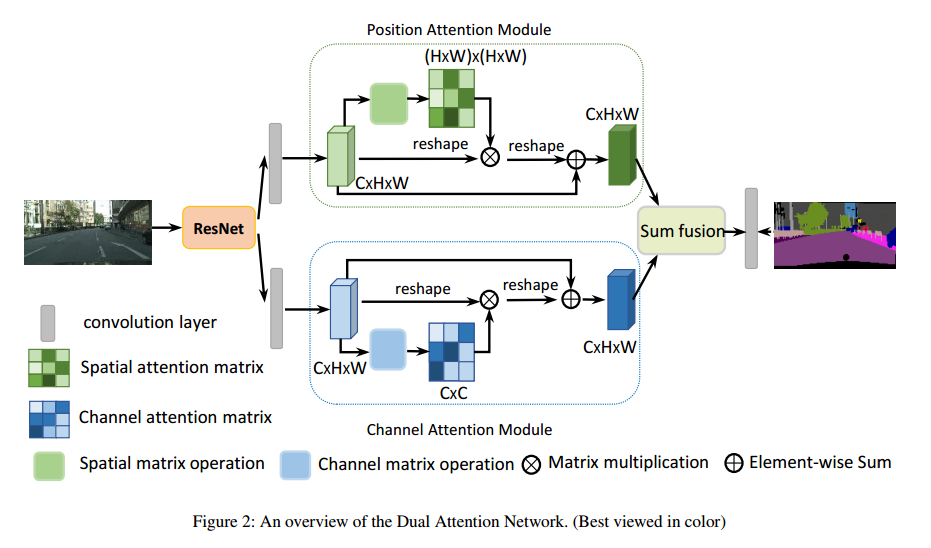 Position Attention Module
(HxW)x(HxW)
CxHxW
reshape
reshape
CxHxW
ResNet
Sum fusion
reshape
reshape
CxHxW
CxHxW
CxC
Channel Attention Module
convolution layer
Spatial attention matrix
Channel attention matrix
Spatial matrix operation
Channel matrix operation
Matrix multiplication
Element-wise Sum
Figure 2: An overview of the Dual Attention Network. (Best viewed in color)